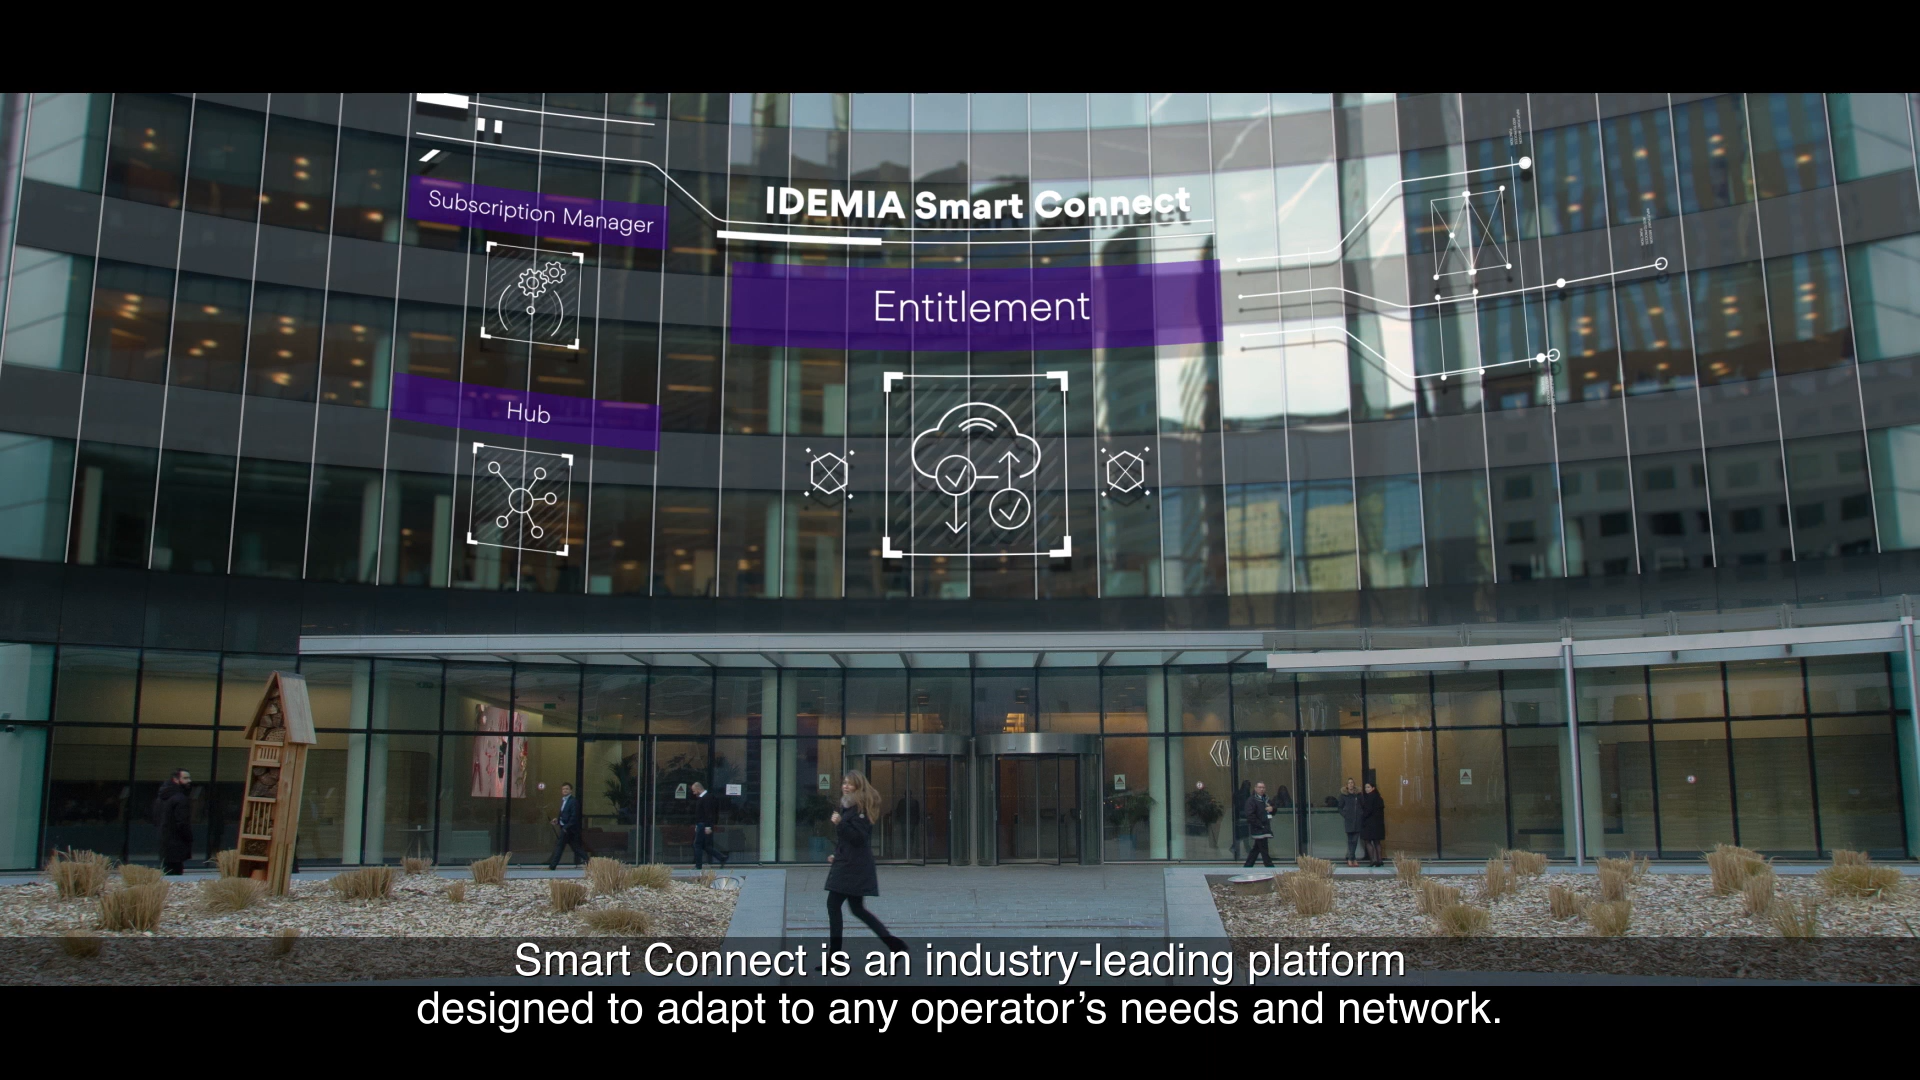 IDEMIA Smart Connect
Subscription Manager
Entitlement
Hub
IDEM
Smart Connect is an industry-leading platform
designed to adapt to any operator’s needs and network.